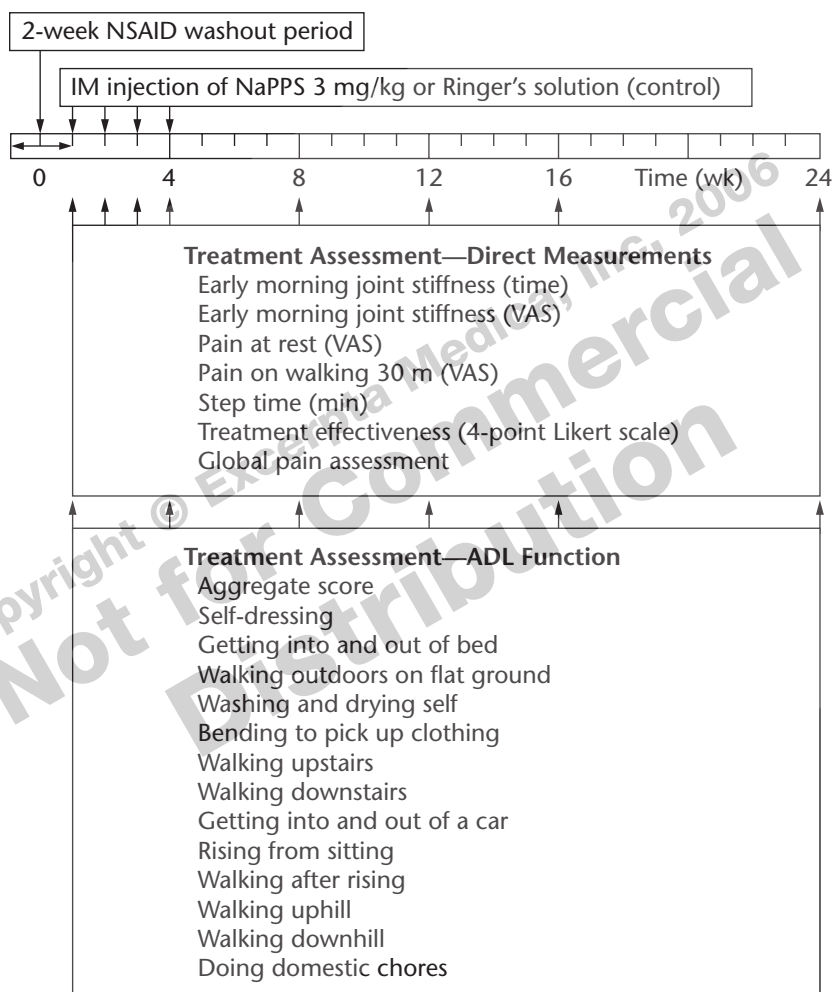 2-week NSAID washout period
IM injection of NaPPS 3 mg/kg or Ringer's solution (control)
0 4 8 12 16 Time (wk) 24
Treatment Assessment—Direct Measurements
Early morning joint stiffness (time)
Early morning joint stiffness (VAS)
Pain at rest (VAS)
Pain on walking 30 m (VAS)
Step time (min)
Treatment effectiveness (4-point Likert scale)
Global pain assessment
Treatment Assessment—ADL Function
Aggregate score
Self-dressing
Getting into and out of bed
Walking outdoors on flat ground
Washing and drying self
Bending to pick up clothing
Walking upstairs
Walking downstairs
Getting into and out of a car
Rising from sitting
Walking after rising
Walking uphill
Walking downhill
Doing domestic chores
pyright © Excerpta Medica, Inc, 2006
Not for Commercial
Distribution